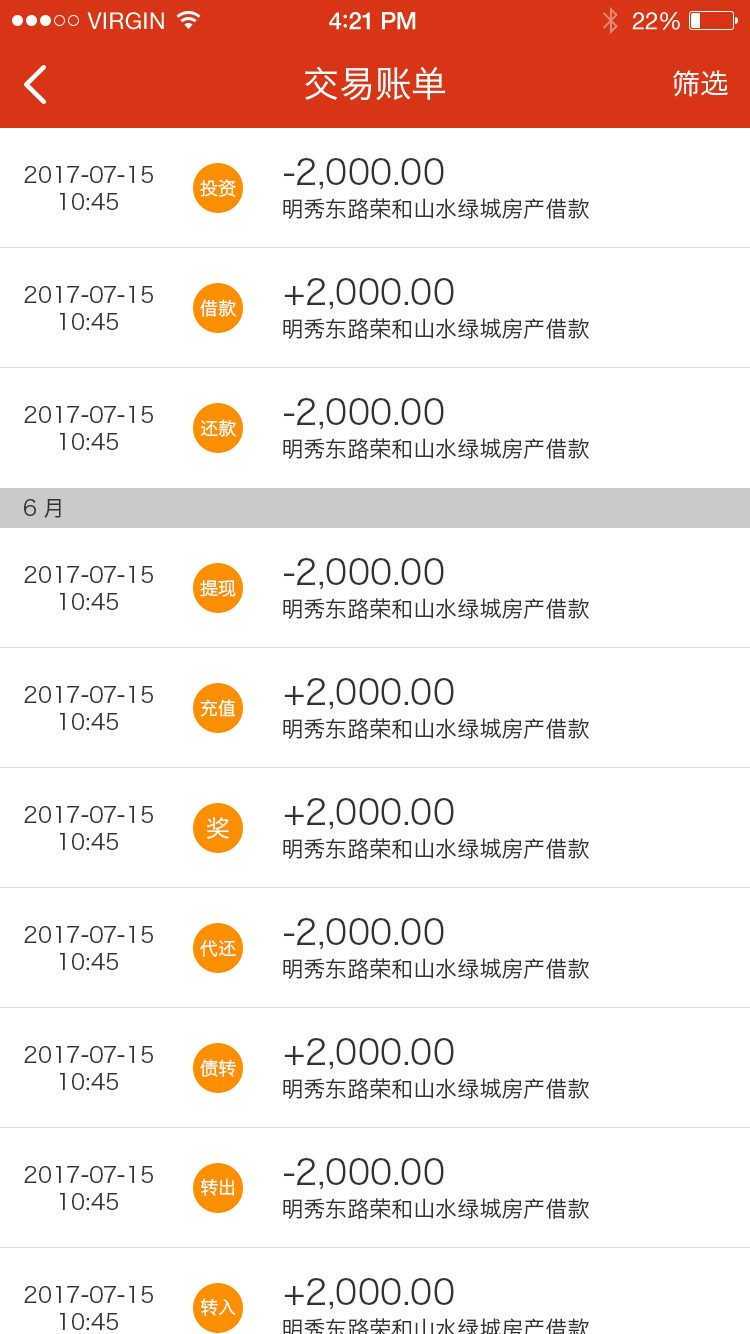 VIRGIN 4:21 PM 22%
交易账单 筛选
2017-07-15
10:45
投资
-2,000.00
明秀东路荣和山水绿城房产借款
2017-07-15
10:45
借款
+2,000.00
明秀东路荣和山水绿城房产借款
2017-07-15
10:45
还款
-2,000.00
明秀东路荣和山水绿城房产借款
6 月
2017-07-15
10:45
提现
-2,000.00
明秀东路荣和山水绿城房产借款
2017-07-15
10:45
充值
+2,000.00
明秀东路荣和山水绿城房产借款
2017-07-15
10:45
奖
+2,000.00
明秀东路荣和山水绿城房产借款
2017-07-15
10:45
代还
-2,000.00
明秀东路荣和山水绿城房产借款
2017-07-15
10:45
债转
+2,000.00
明秀东路荣和山水绿城房产借款
2017-07-15
10:45
转出
-2,000.00
明秀东路荣和山水绿城房产借款
2017-07-15
10:45
转入
+2,000.00
明秀东路荣和山水绿城房产借款